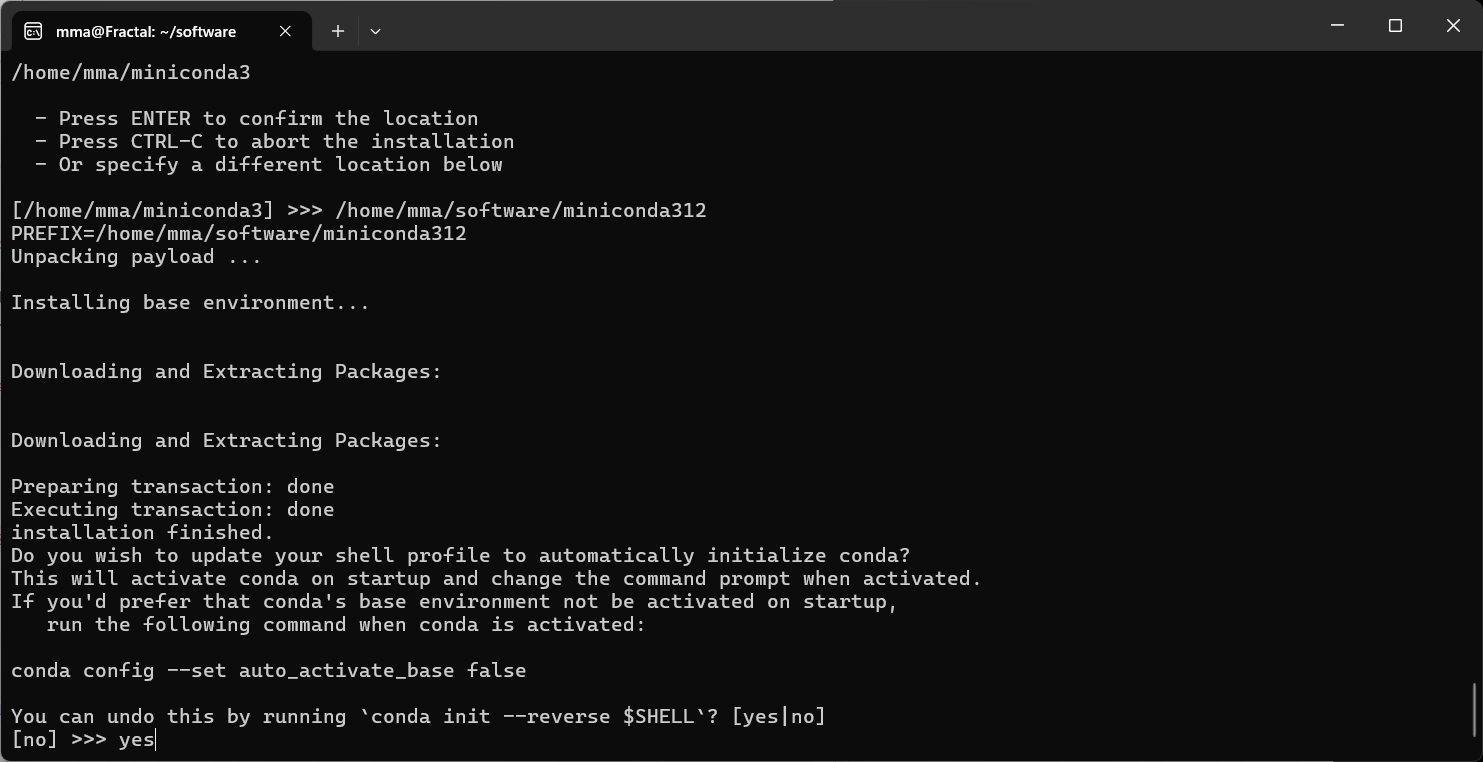 mma@Fractal: ~/software
/home/mma/miniconda3
- Press ENTER to confirm the location
- Press CTRL-C to abort the installation
- Or specify a different location below
[/home/mma/miniconda3] >>> /home/mma/software/miniconda312
PREFIX=/home/mma/software/miniconda312
Unpacking payload ...
Installing base environment...
Downloading and Extracting Packages:
Downloading and Extracting Packages:
Preparing transaction: done
Executing transaction: done
installation finished.
Do you wish to update your shell profile to automatically initialize conda?
This will activate conda on startup and change the command prompt when activated.
If you'd prefer that conda's base environment not be activated on startup,
run the following command when conda is activated:
conda config --set auto_activate_base false
You can undo this by running `conda init --reverse $SHELL`? [yes|no]
[no] >>> yes